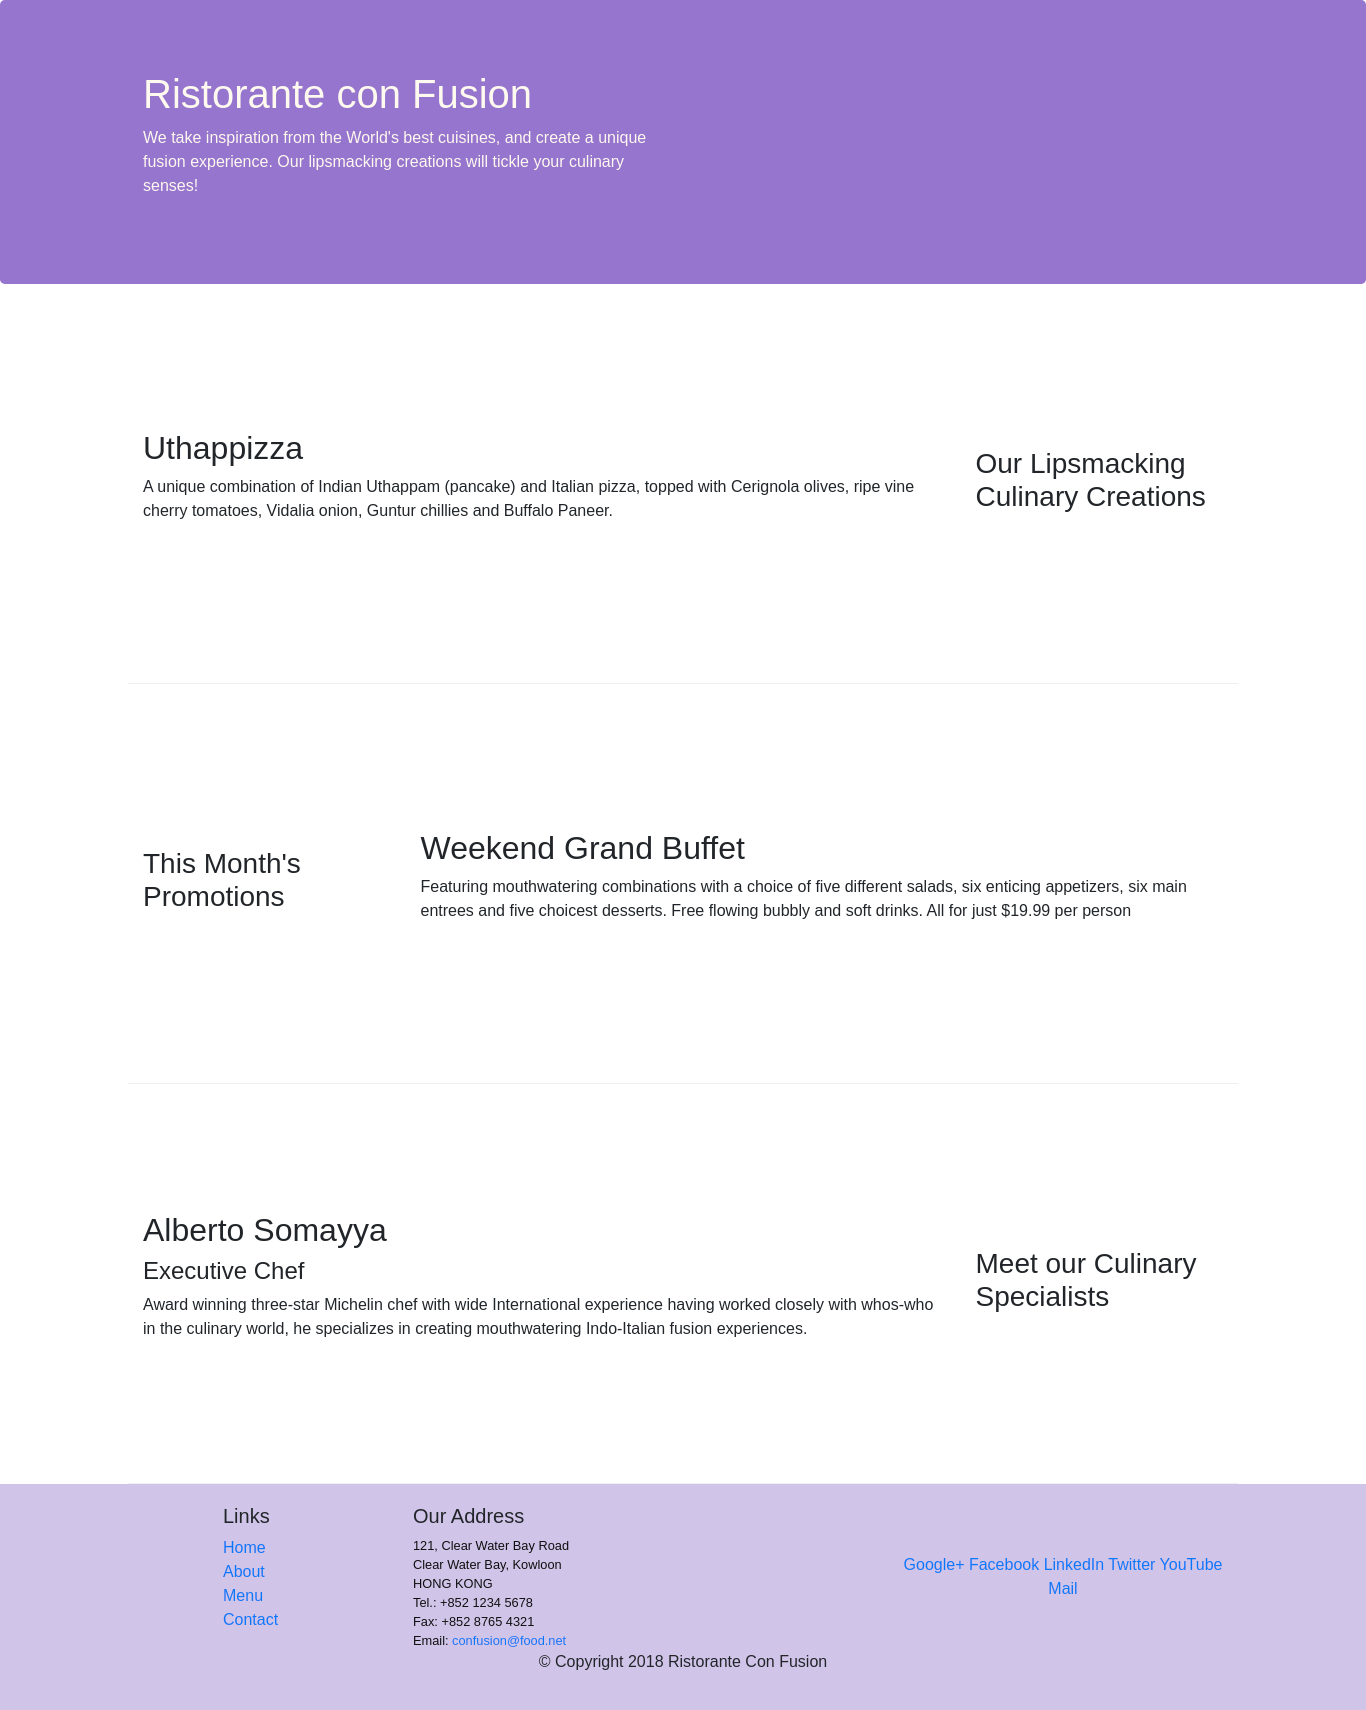 Ristorante con Fusion
We take inspiration from the World's best cuisines, and create a unique
fusion experience. Our lipsmacking creations will tickle your culinary
senses!
Uthappizza
A unique combination of Indian Uthappam (pancake) and Italian pizza, topped with Cerignola olives, ripe vine
cherry tomatoes, Vidalia onion, Guntur chillies and Buffalo Paneer.
Our Lipsmacking
Culinary Creations
This Month's
Promotions
Weekend Grand Buffet
Featuring mouthwatering combinations with a choice of five different salads, six enticing appetizers, six main
entrees and five choicest desserts. Free flowing bubbly and soft drinks. All for just $19.99 per person
Alberto Somayya
Executive Chef
Award winning three-star Michelin chef with wide International experience having worked closely with whos-who
in the culinary world, he specializes in creating mouthwatering Indo-Italian fusion experiences.
Meet our Culinary
Specialists
Links
Home
About
Menu
Contact
Our Address
121, Clear Water Bay Road
Clear Water Bay, Kowloon
HONG KONG
Tel.: +852 1234 5678
Fax: +852 8765 4321
Email: confusion@food.net
Google+ Facebook LinkedIn Twitter YouTube
Mail
© Copyright 2018 Ristorante Con Fusion